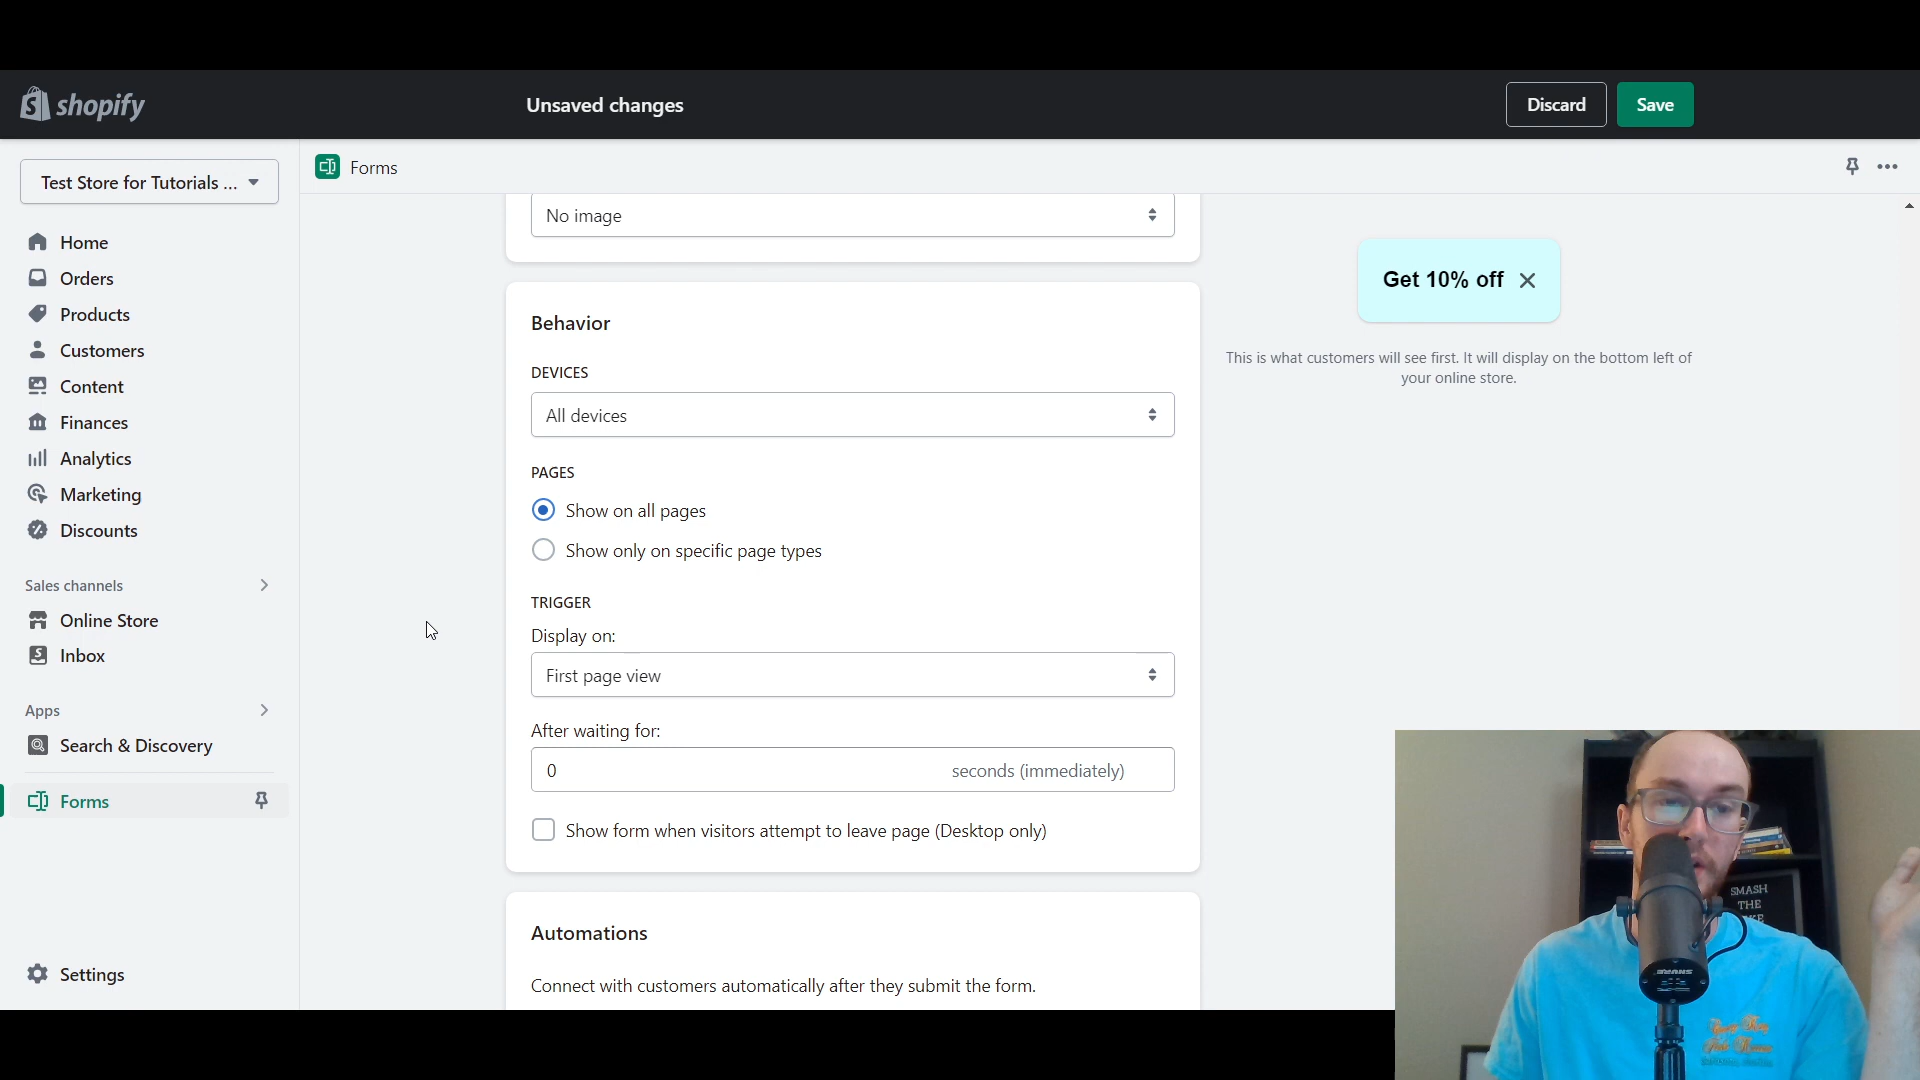 shopify
Unsaved changes
Discard
Save
Test Store for Tutorials ...
Forms
Home
Orders
Products
Customers
Content
Finances
Analytics
Marketing
Discounts
Sales channels
Online Store
Inbox
Apps
Search & Discovery
Forms
Settings
No image
Behavior
DEVICES
All devices
PAGES
Show on all pages
Show only on specific page types
TRIGGER
Display on:
First page view
After waiting for:
0 seconds (immediately)
Show form when visitors attempt to leave page (Desktop only)
Automations
Connect with customers automatically after they submit the form.
Get 10% off
This is what customers will see first. It will display on the bottom left of
your online store.
SMASH
THE